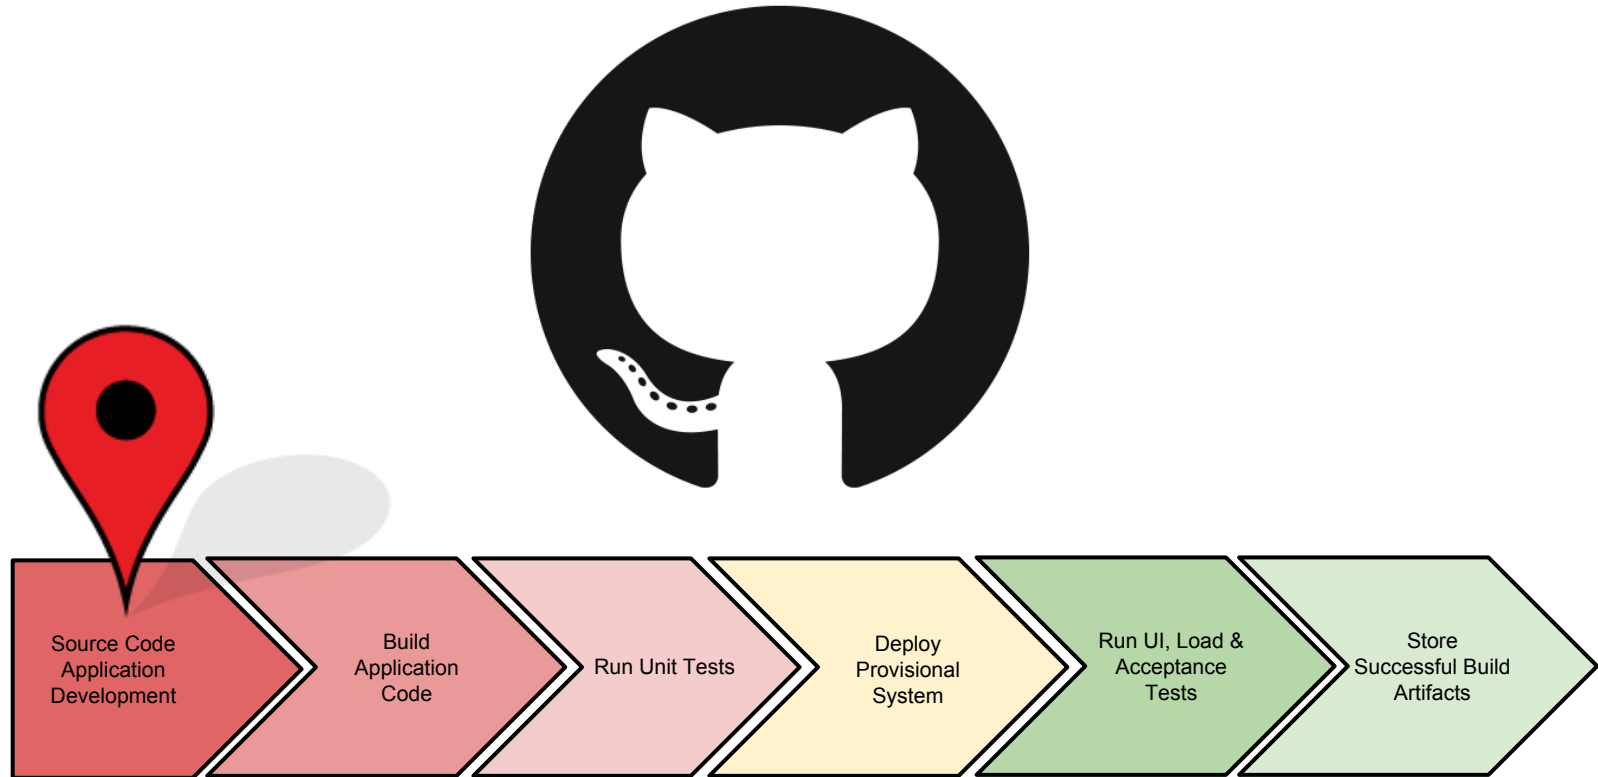 Source Code
Application
Development
Build
Application
Code
Run Unit Tests
Deploy
Provisional
System
Run UI, Load &
Acceptance
Tests
Store
Successful Build
Artifacts